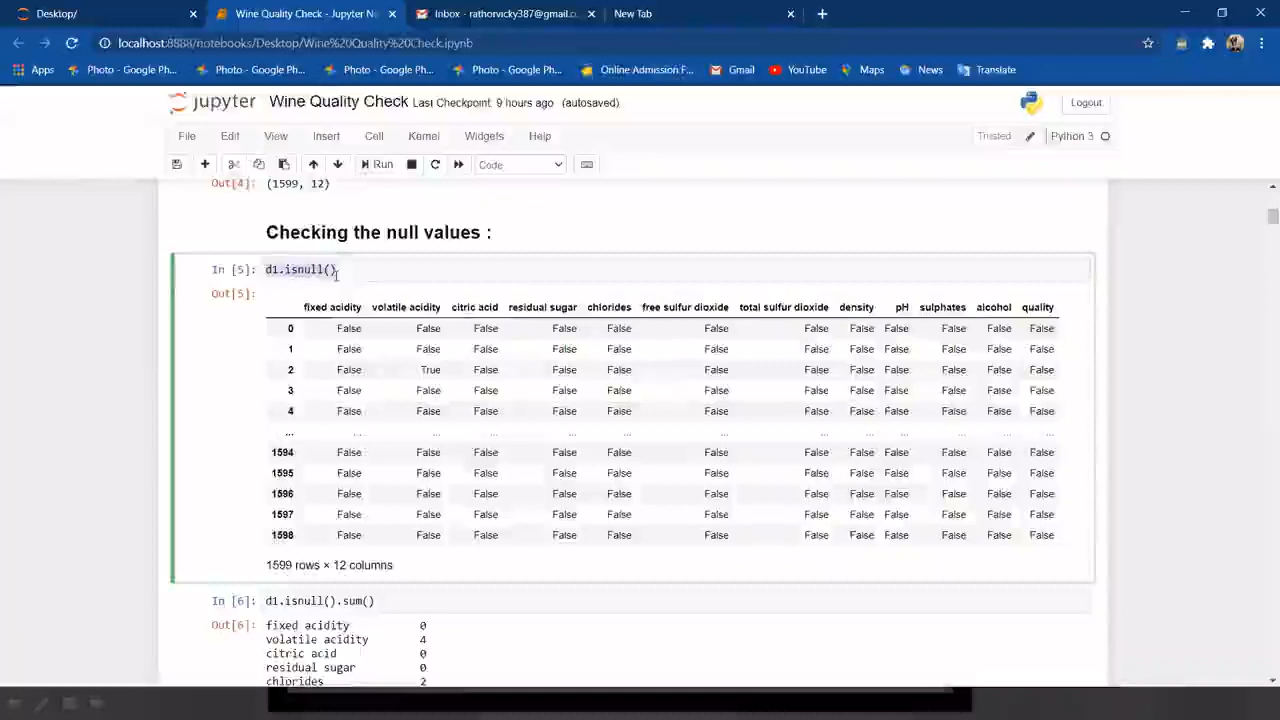 Desktop/ Wine Quality Check - Jupyter No Inbox - rathorvicky387@gmail.co New Tab
localhost:8888/notebooks/Desktop/Wine%20Quality%20Check.ipynb
Apps Photo - Google Ph... Photo - Google Ph... Photo - Google Ph... Photo - Google Ph... Online Admission F... Gmail YouTube Maps News Translate
jupyter Wine Quality Check Last Checkpoint: 9 hours ago (autosaved) Logout
File Edit View Insert Cell Kernel Widgets Help Trusted Python 3
Run Code
Out[4]: (1599, 12)
Checking the null values :
In [5]: d1.isnull()
Out[5]:
fixed acidity volatile acidity citric acid residual sugar chlorides free sulfur dioxide total sulfur dioxide density pH sulphates alcohol quality
0 False False False False False False False False False False False False
1 False False False False False False False False False False False False
2 False True False False False False False False False False False False
3 False False False False False False False False False False False False
4 False False False False False False False False False False False False
... ... ... ... ... ... ... ... ... ... ... ... ...
1594 False False False False False False False False False False False False
1595 False False False False False False False False False False False False
1596 False False False False False False False False False False False False
1597 False False False False False False False False False False False False
1598 False False False False False False False False False False False False
1599 rows × 12 columns
In [6]: d1.isnull().sum()
Out[6]: fixed acidity 0
volatile acidity 4
citric acid 0
residual sugar 0
chlorides 2